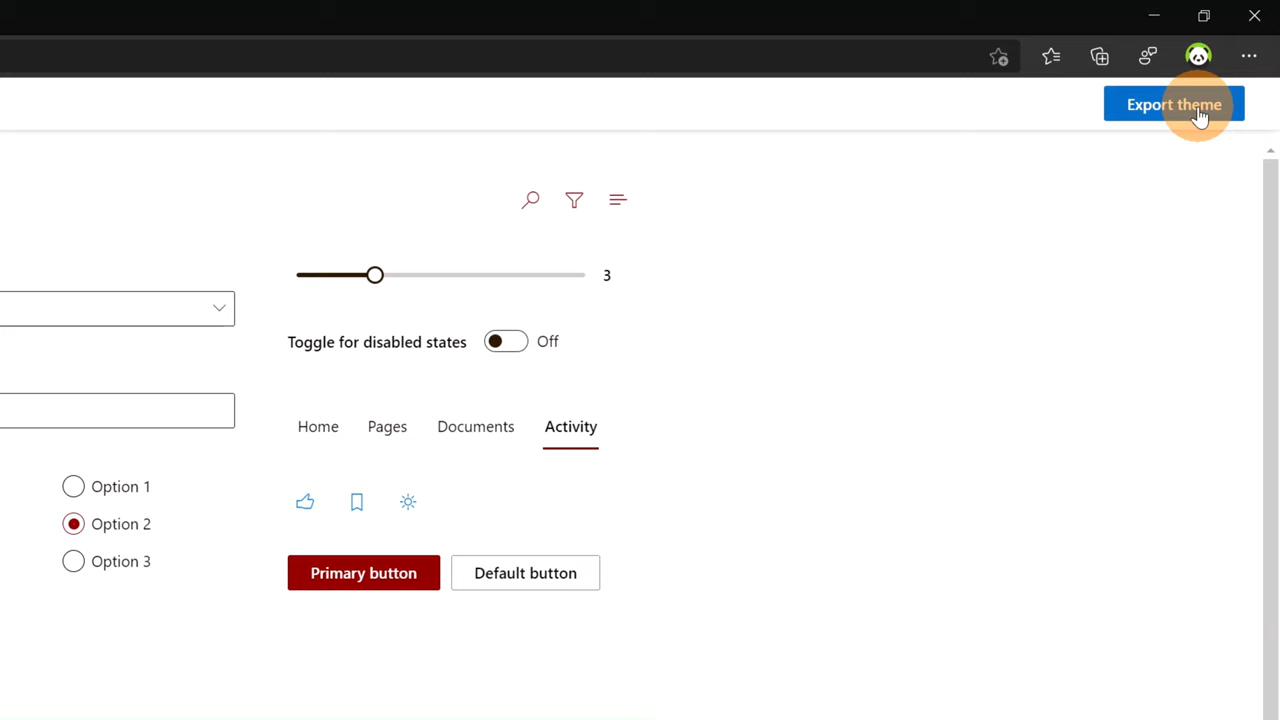 Export theme
3
Toggle for disabled states Off
Home Pages Documents Activity
Option 1
Option 2
Option 3
Primary button Default button